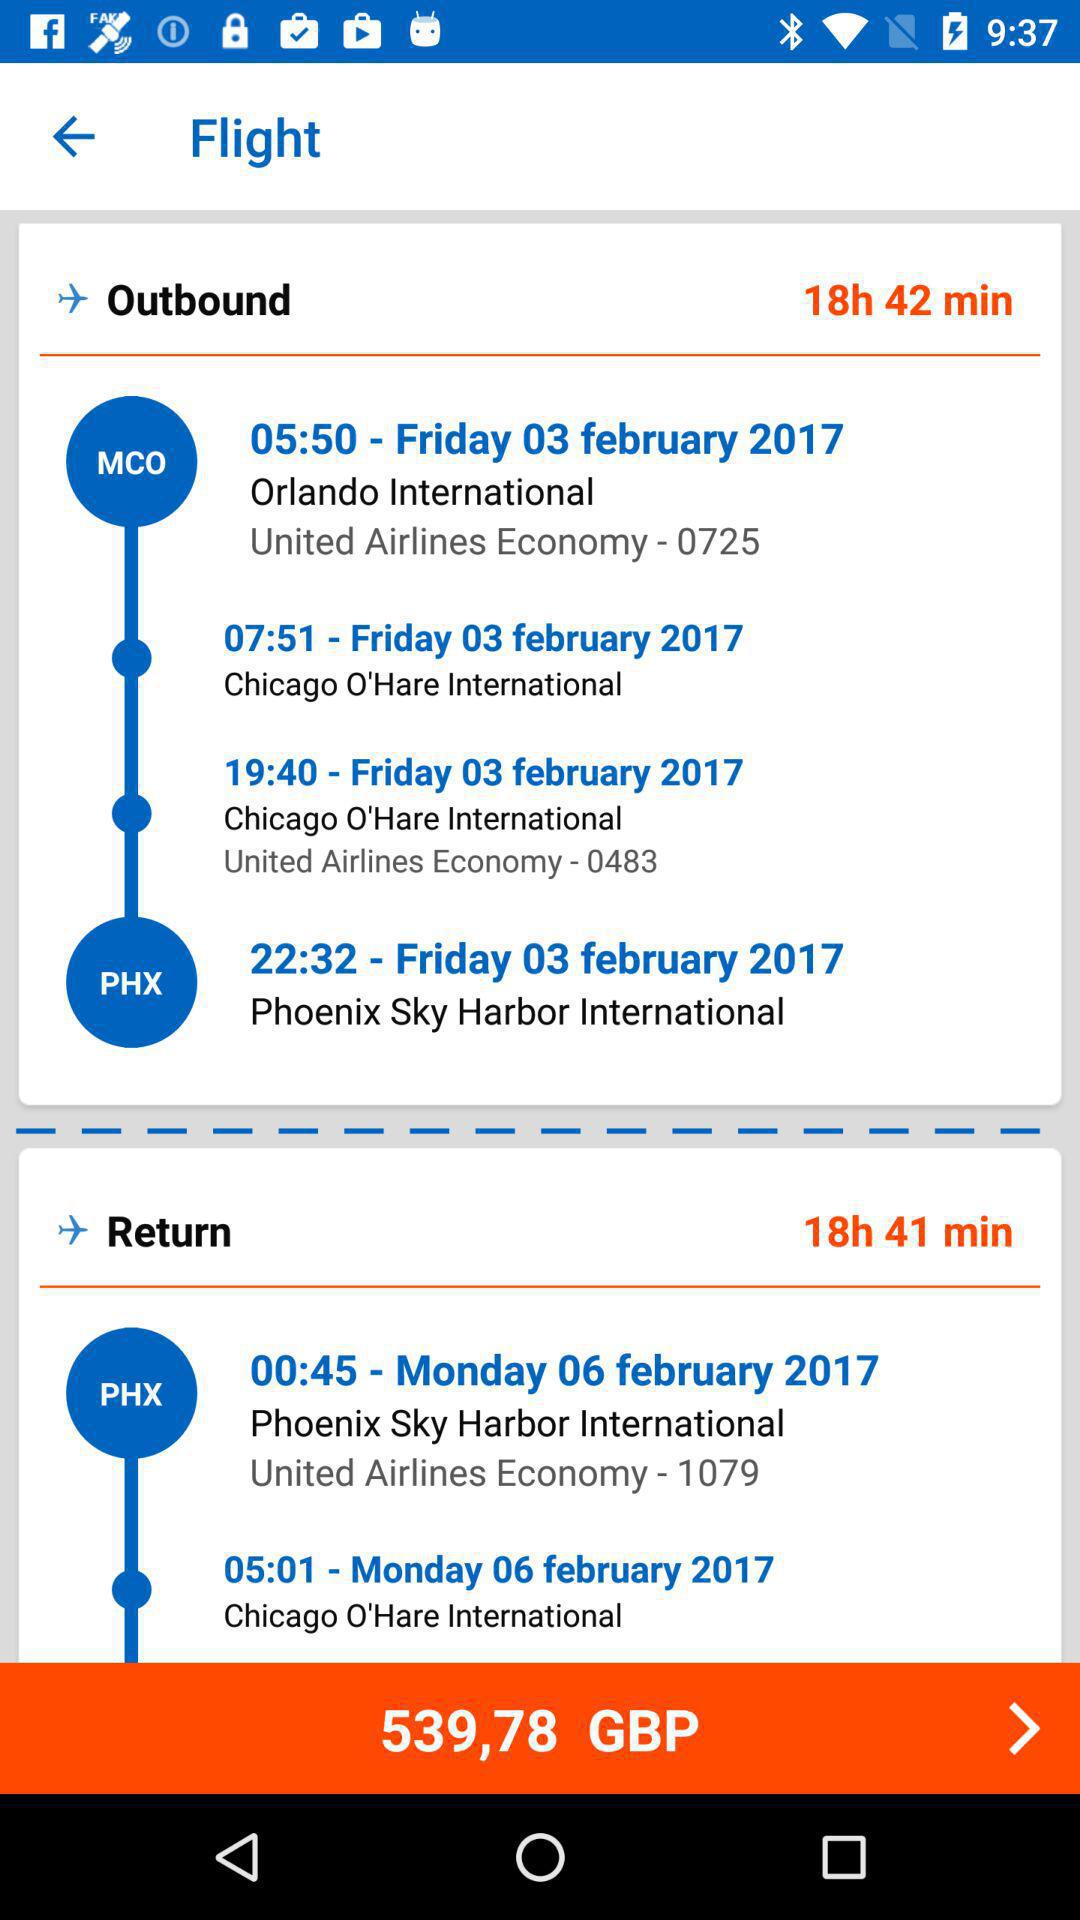 FAKE
9:37
Flight
Outbound 18h 42 min
MCO
05:50 - Friday 03 february 2017
Orlando International
United Airlines Economy - 0725
07:51 - Friday 03 february 2017
Chicago O'Hare International
19:40 - Friday 03 february 2017
Chicago O'Hare International
United Airlines Economy - 0483
PHX
22:32 - Friday 03 february 2017
Phoenix Sky Harbor International
Return 18h 41 min
PHX
00:45 - Monday 06 february 2017
Phoenix Sky Harbor International
United Airlines Economy - 1079
05:01 - Monday 06 february 2017
Chicago O'Hare International
539,78 GBP